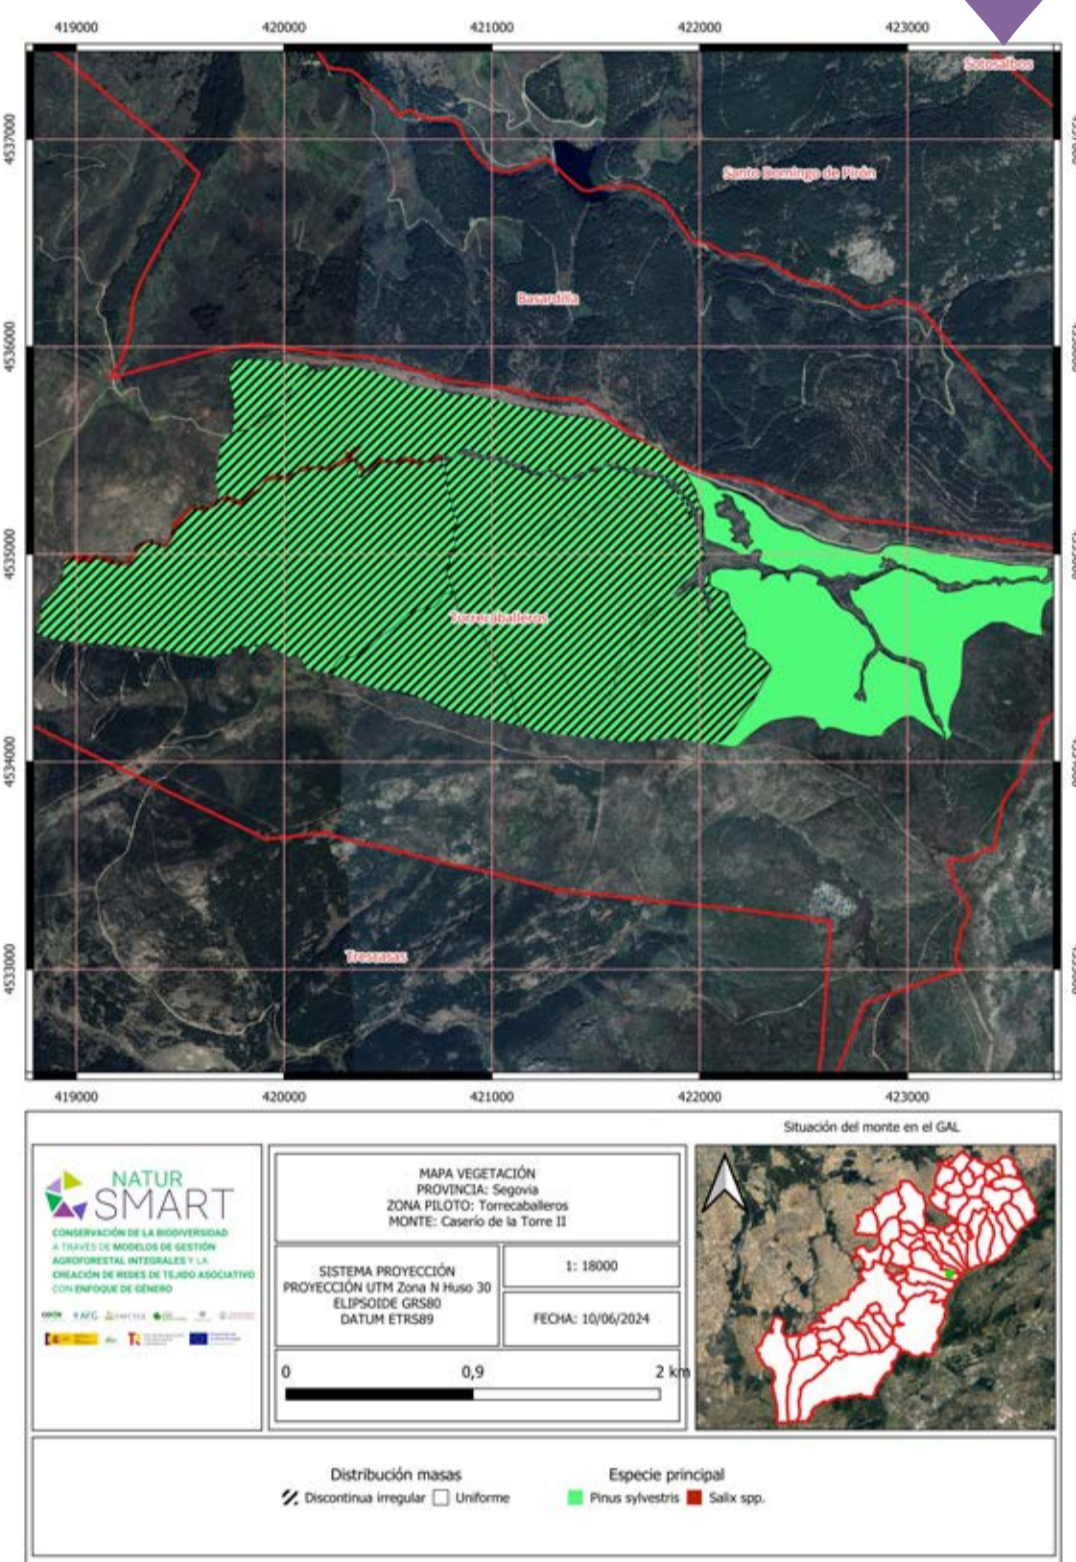 419000 420000 421000 422000 423000
Sotosalbos
4537000
Santo Domingo de Pirón
Basardilla
4536000
4535000
Torrecaballeros
4534000
Trescasas
4533000
419000 420000 421000 422000 423000
Situación del monte en el GAL
NATUR
SMART
CONSERVACIÓN DE LA BIODIVERSIDAD
A TRAVÉS DE MODELOS DE GESTIÓN
AGROFORESTAL INTEGRALES Y LA
CREACIÓN DE REDES DE TEJIDO ASOCIATIVO
CON ENFOQUE DE GÉNERO
MAPA VEGETACIÓN
PROVINCIA: Segovia
ZONA PILOTO: Torrecaballeros
MONTE: Caserío de la Torre II
SISTEMA PROYECCIÓN
PROYECCIÓN UTM Zona N Huso 30
ELIPSOIDE GRS80
DATUM ETRS89
1: 18000
FECHA: 10/06/2024
0 0,9 2 km
Distribución masas
Discontinua irregular Uniforme
Especie principal
Pinus sylvestris Salix spp.